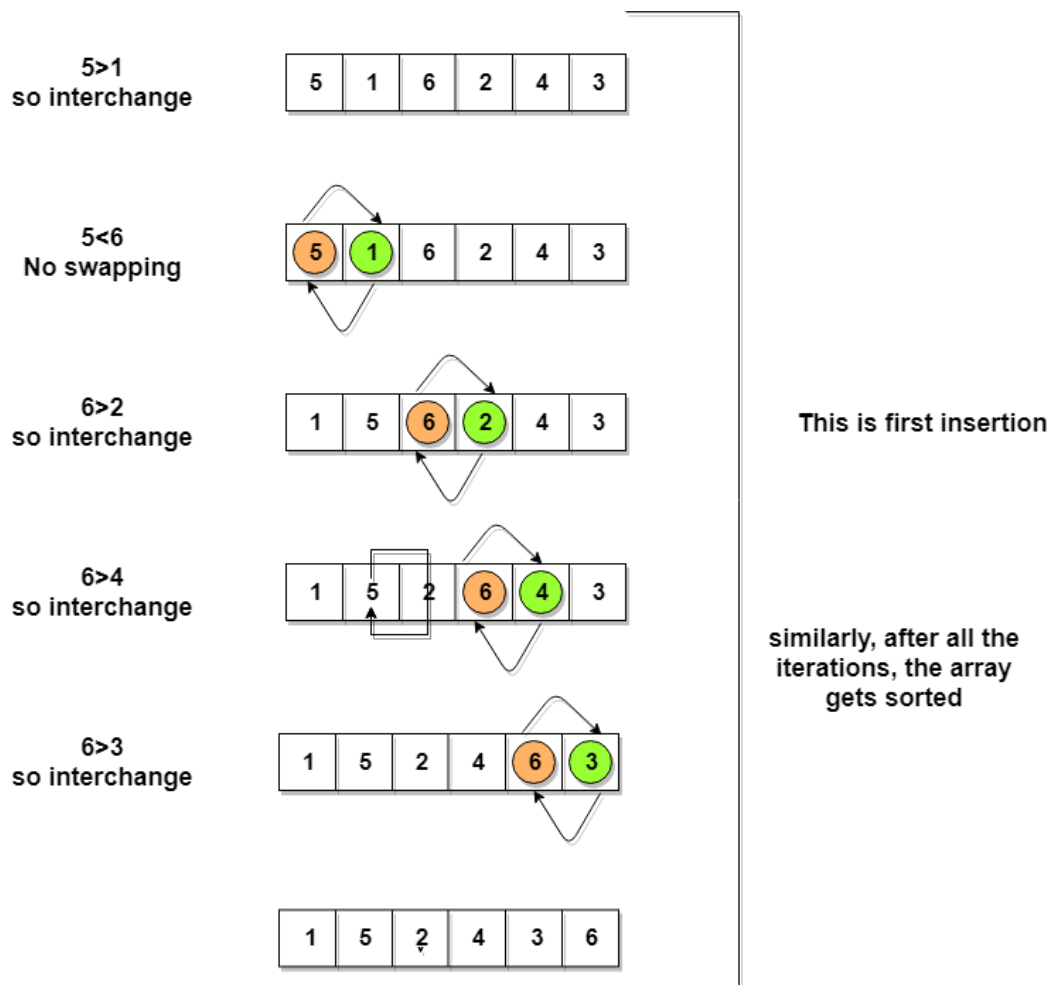 5>1
so interchange
5 1 6 2 4 3
5<6
No swapping
5 1 6 2 4 3
6>2
so interchange
1 5 6 2 4 3
This is first insertion
6>4
so interchange
1 5 2 6 4 3
similarly, after all the
iterations, the array
gets sorted
6>3
so interchange
1 5 2 4 6 3
1 5 2 4 3 6